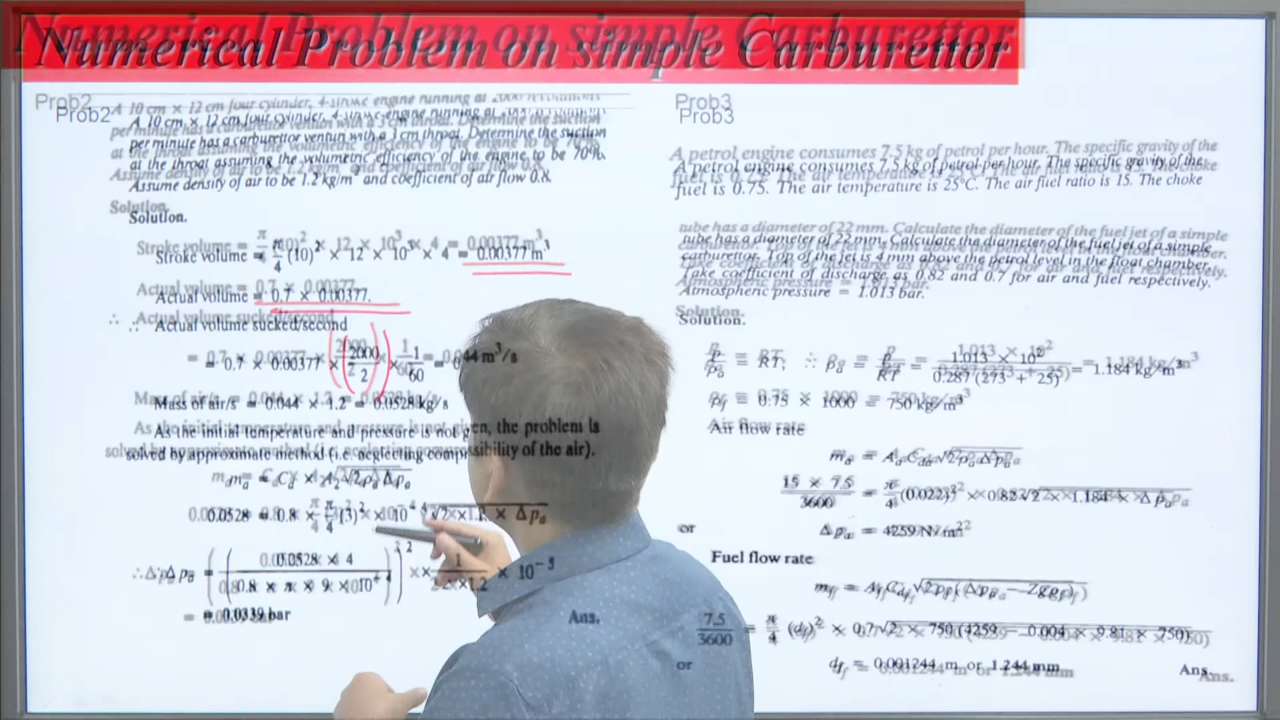 Numerical Problem on simple Carburettor
Prob2
A 10 cm × 12 cm four cylinder, 4-stroke engine running at 2000 revolutions
per minute has a carburettor venturi with a 3 cm throat. Determine the suction
at the throat assuming the volumetric efficiency of the engine to be 70%.
Assume density of air to be 1.2 kg/m³ and coefficient of air flow 0.8.
Solution.
Stroke volume = π/4 (10)² × 12 × 10³ × 4 = 0.00377 m³
Actual volume = 0.7 × 0.00377.
∴ Actual volume sucked/second
= 0.7 × 0.00377 × (2000/2) × 1/60 = 0.044 m³/s
Mass of air/s = 0.044 × 1.2 = 0.0528 kg/s
As the initial temperature and pressure is not given, the problem is
solved by approximate method (i.e. neglecting compressibility of the air).
0.0528 = 0.8 × π/4 (3)² × 10⁻⁴ √2 × 1.2 × Δpₐ
∴ Δpₐ = (0.0528 × 4 / 0.8 × π × 9 × 10⁻⁴)² × 1/2 × 1.2 × 10⁻⁵
= 0.0339 bar
Ans.
Prob3
A petrol engine consumes 7.5 kg of petrol per hour. The specific gravity of the
fuel is 0.75. The air temperature is 25°C. The air fuel ratio is 15. The choke
tube has a diameter of 22 mm. Calculate the diameter of the fuel jet of a simple
carburettor. Top of the jet is 4 mm above the petrol level in the float chamber.
Take coefficient of discharge as 0.82 and 0.7 for air and fuel respectively.
Atmospheric pressure = 1.013 bar.
Solution.
p/ρₐ = RT, ∴ ρₐ = p/RT = 1.013 × 10²/0.287 (273 + 25) = 1.184 kg/m³
ρf = 0.75 × 1000 = 750 kg/m³
Air flow rate
mₐ = Aₐ Cdₐ √2ρₐ Δpₐ
15 × 7.5/3600 = π/4 (0.022)² × 0.82 √2 × 1.184 × Δpₐ
or Δpₐ = 4259 N/m²
Fuel flow rate
mf = Af Cdf √2ρf (Δpₐ − Zgρf)
7.5/3600 = π/4 (df)² × 0.7 √2 × 750 (4259 − 0.004 × 9.81 × 750)
or df = 0.001244 m or 1.244 mm Ans.